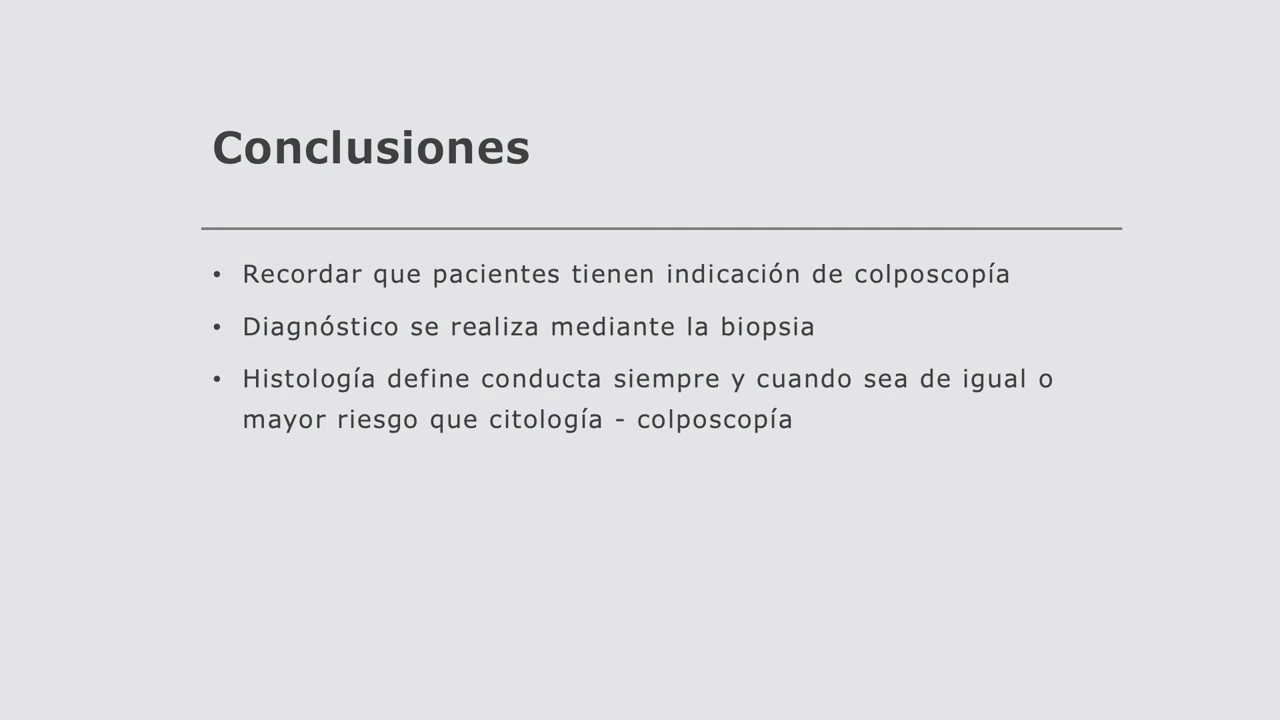 Conclusiones
• Recordar que pacientes tienen indicación de colposcopía
• Diagnóstico se realiza mediante la biopsia
• Histología define conducta siempre y cuando sea de igual o
mayor riesgo que citología - colposcopía